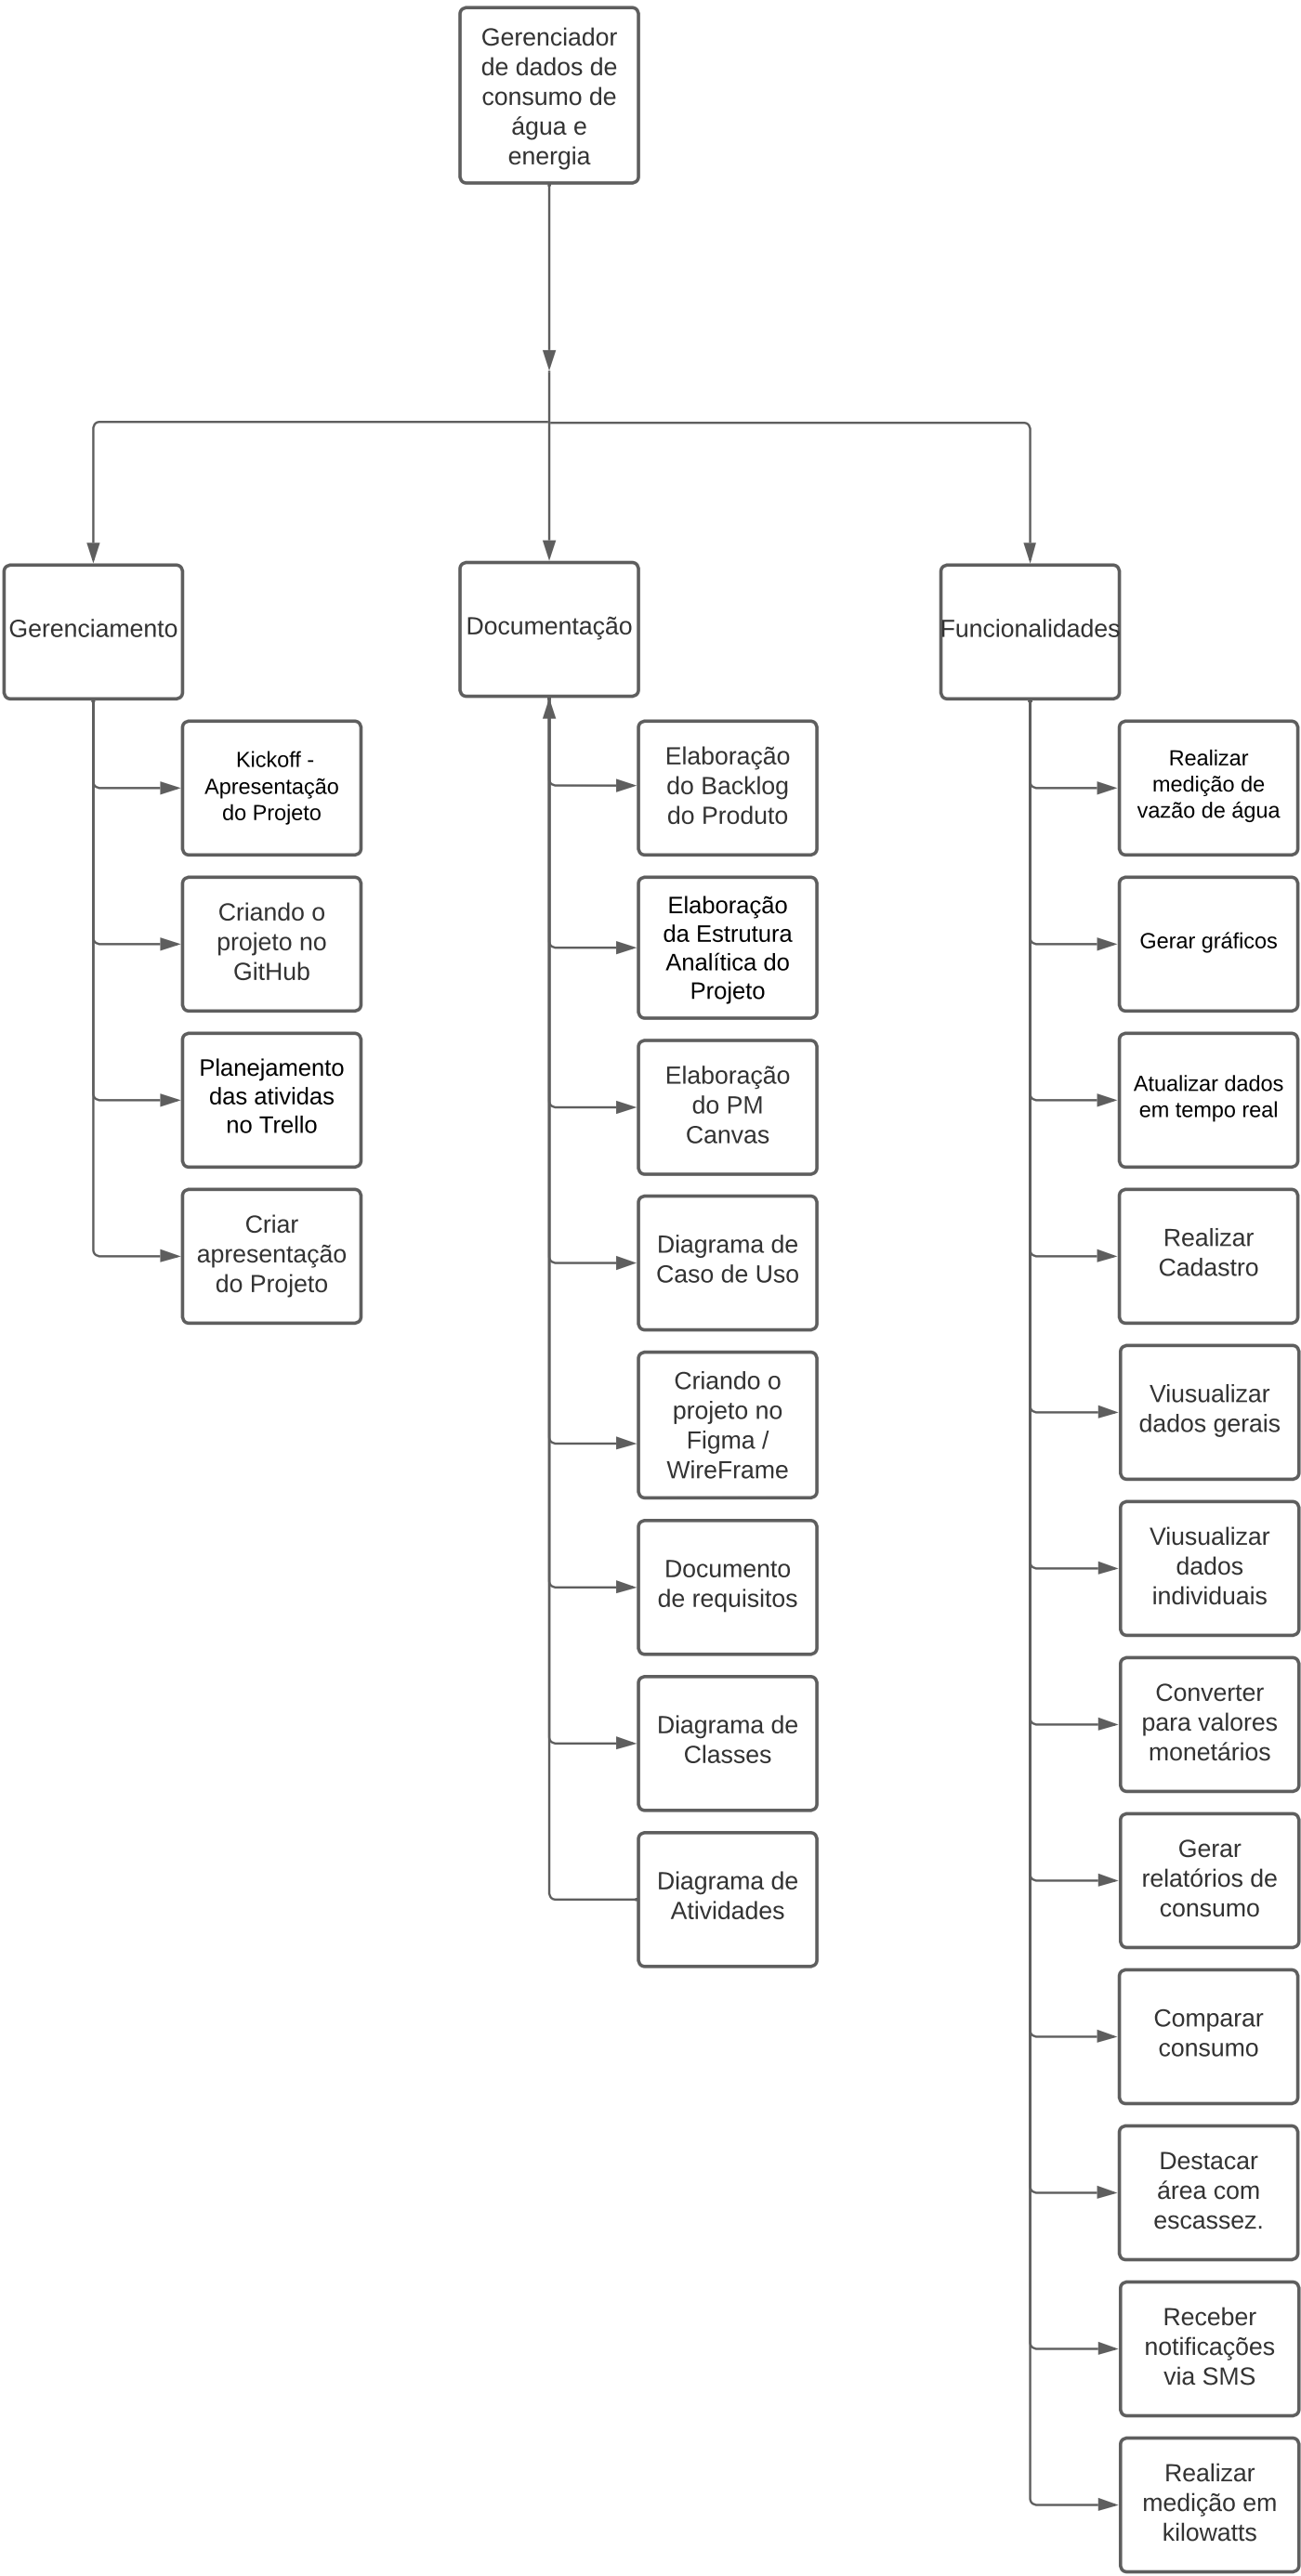 Gerenciador
de dados de
consumo de
água e
energia
Gerenciamento
Kickoff -
Apresentação
do Projeto
Criando o
projeto no
GitHub
Planejamento
das atividas
no Trello
Criar
apresentação
do Projeto
Documentação
Elaboração
do Backlog
do Produto
Elaboração
da Estrutura
Analítica do
Projeto
Elaboração
do PM
Canvas
Diagrama de
Caso de Uso
Criando o
projeto no
Figma /
WireFrame
Documento
de requisitos
Diagrama de
Classes
Diagrama de
Atividades
Funcionalidades
Realizar
medição de
vazão de água
Gerar gráficos
Atualizar dados
em tempo real
Realizar
Cadastro
Viusualizar
dados gerais
Viusualizar
dados
individuais
Converter
para valores
monetários
Gerar
relatórios de
consumo
Comparar
consumo
Destacar
área com
escassez.
Receber
notificações
via SMS
Realizar
medição em
kilowatts